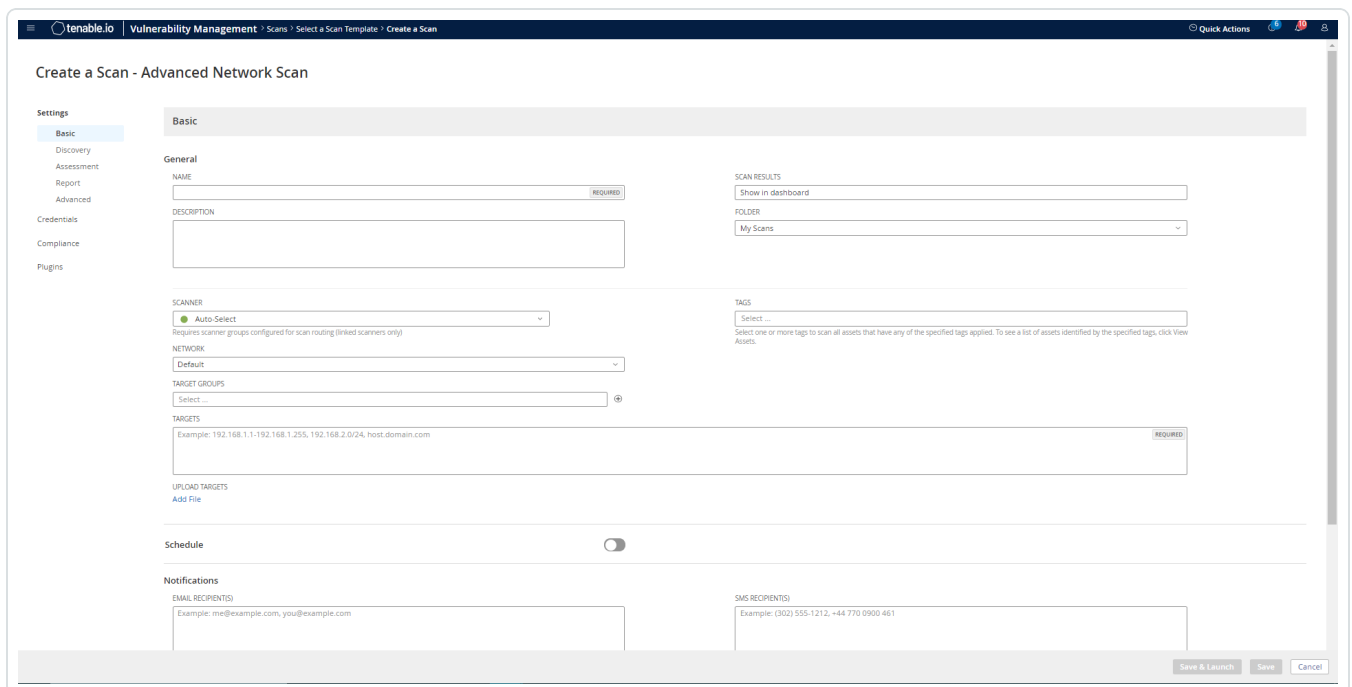 tenable.io Vulnerability Management > Scans > Select a Scan Template > Create a Scan Quick Actions 6 10
Create a Scan - Advanced Network Scan
Settings
Basic
Discovery
Assessment
Report
Advanced
Credentials
Compliance
Plugins
Basic
General
NAME
REQUIRED
DESCRIPTION
SCAN RESULTS
Show in dashboard
FOLDER
My Scans
SCANNER
Auto-Select
Requires scanner groups configured for scan routing (linked scanners only)
NETWORK
Default
TARGET GROUPS
Select ...
TAGS
Select ...
Select one or more tags to scan all assets that have any of the specified tags applied. To see a list of assets identified by the specified tags, click View
Assets.
TARGETS
Example: 192.168.1.1-192.168.1.255, 192.168.2.0/24, host.domain.com
REQUIRED
UPLOAD TARGETS
Add File
Schedule
Notifications
EMAIL RECIPIENT(S)
Example: me@example.com, you@example.com
SMS RECIPIENT(S)
Example: (302) 555-1212, +44 770 0900 461
Save & Launch Save Cancel